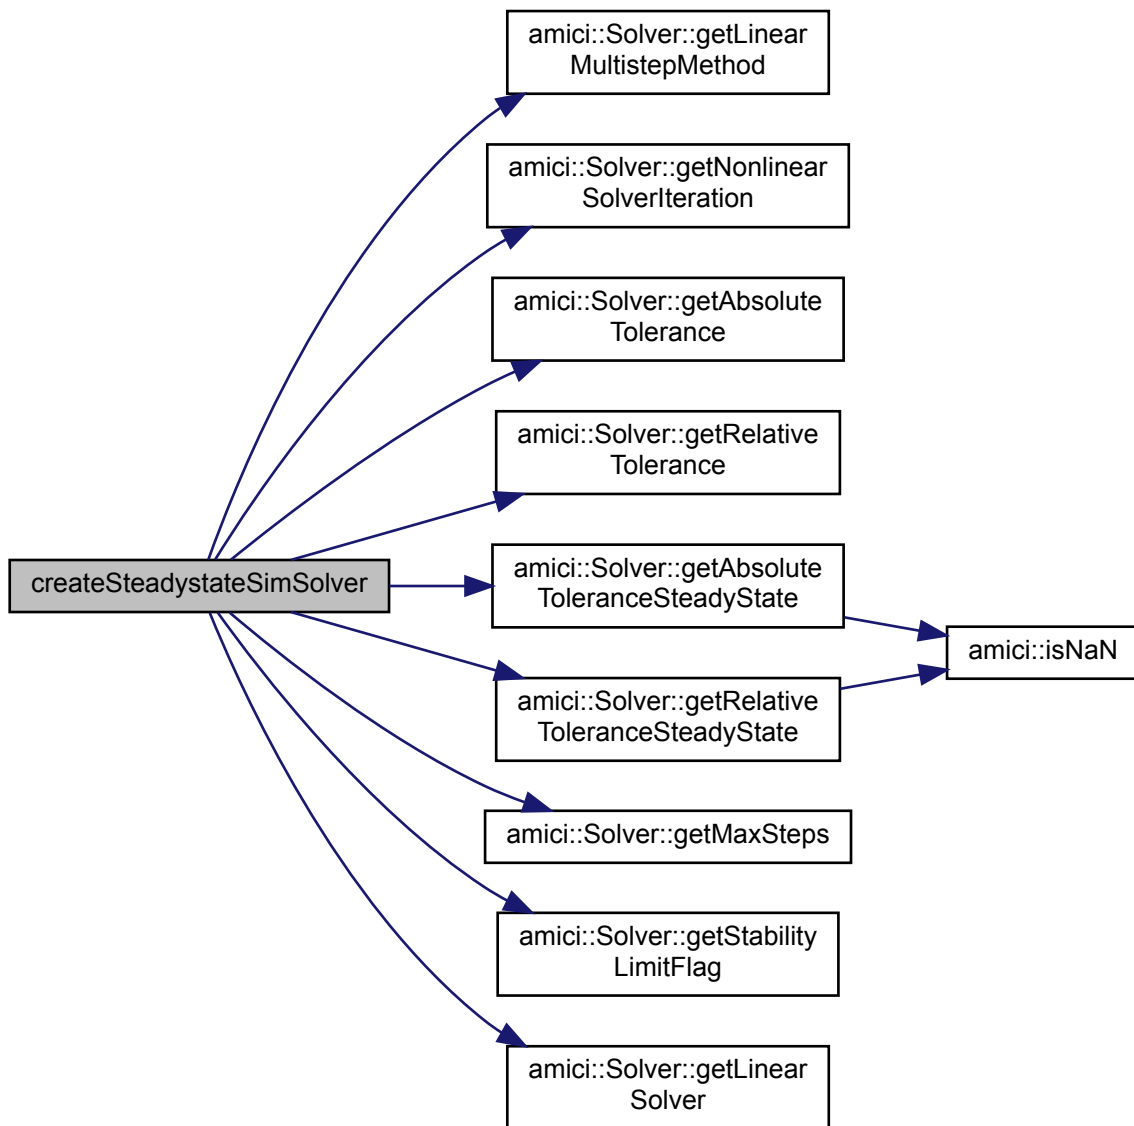 amici::Solver::getLinear
MultistepMethod
amici::Solver::getNonlinear
SolverIteration
amici::Solver::getAbsolute
Tolerance
amici::Solver::getRelative
Tolerance
createSteadystateSimSolver
amici::Solver::getAbsolute
ToleranceSteadyState
amici::isNaN
amici::Solver::getRelative
ToleranceSteadyState
amici::Solver::getMaxSteps
amici::Solver::getStability
LimitFlag
amici::Solver::getLinear
Solver